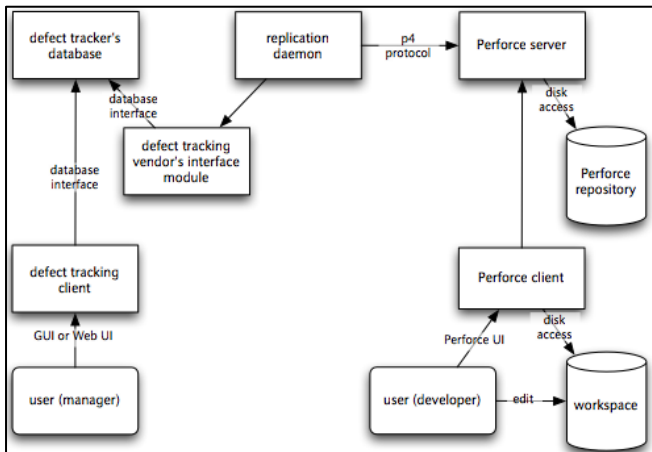 defect tracker's
database
replication
daemon
p4
protocol
Perforce server
database
interface
disk
access
defect tracking
vendor's interface
module
Perforce
repository
database
interface
defect tracking
client
Perforce client
GUI or Web UI
Perforce UI
disk
access
user (manager)
user (developer)
edit
workspace